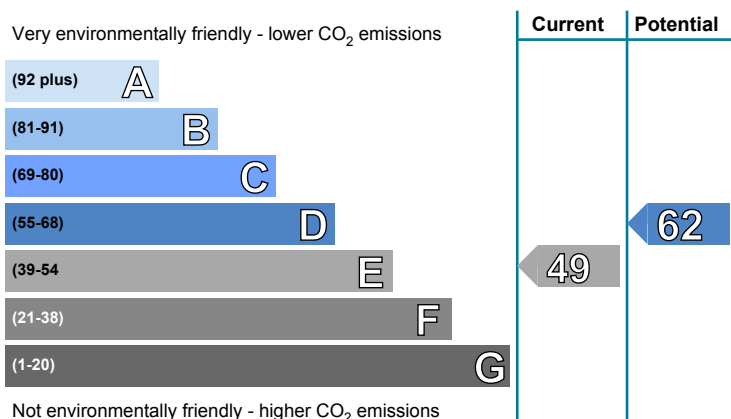 Current Potential
Very environmentally friendly - lower CO2 emissions
(92 plus) A
(81-91) B
(69-80) C
(55-68) D 62
(39-54 E 49
(21-38) F
(1-20) G
Not environmentally friendly - higher CO2 emissions